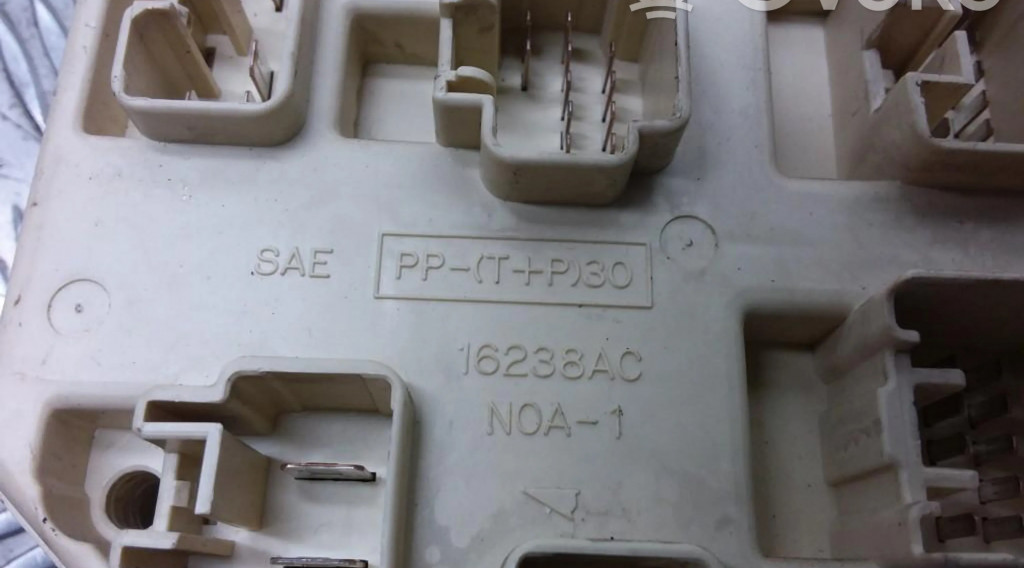 SAE PP-(T+P)30
16238AC
NOA-1